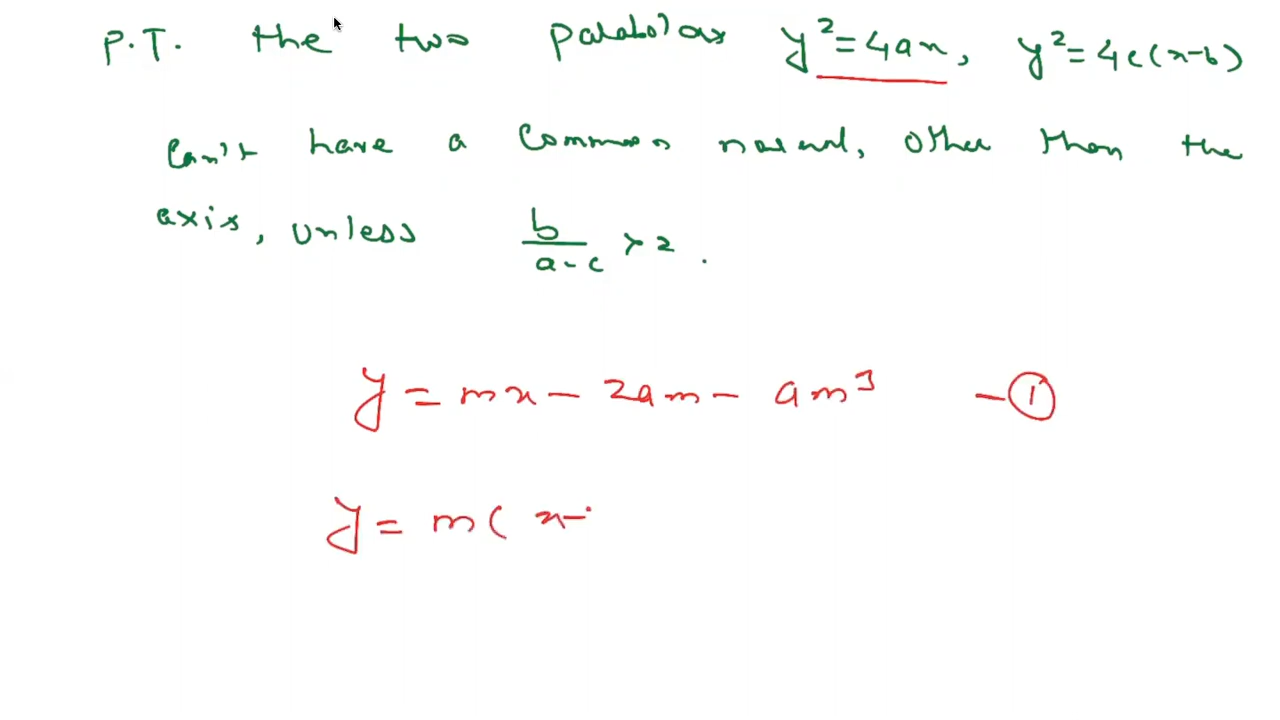 P.T. the two parabolas y²=4ax, y²=4c(x-b)
Can't have a common normal, other than the
axis, unless b/(a-c) > 2 .
y = mx - 2am - am³ - ①
y = m( x-